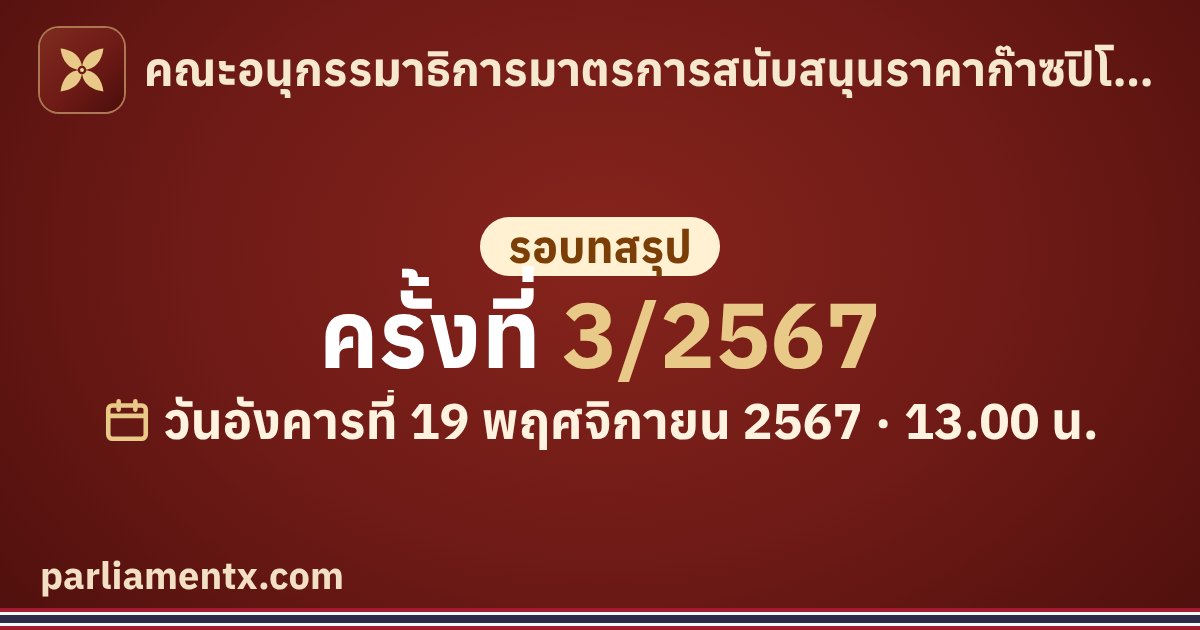 คณะอนุกรรมาธิการมาตรการสนับสนุนราคาก๊าซปิโ...
รอบทสรุป
ครั้งที่ 3/2567
วันอังคารที่ 19 พฤศจิกายน 2567 · 13.00 น.
parliamentx.com